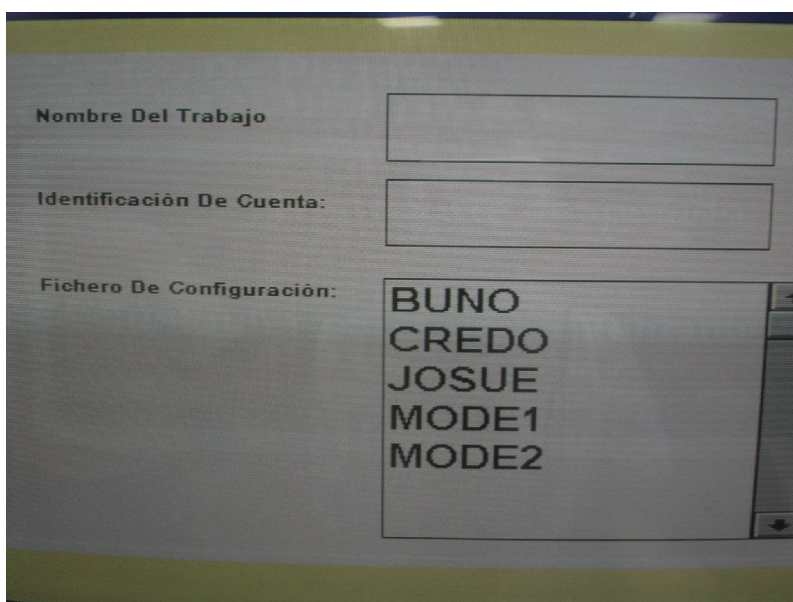 Nombre Del Trabajo
Identificación De Cuenta:
Fichero De Configuración:
BUNO
CREDO
JOSUE
MODE1
MODE2